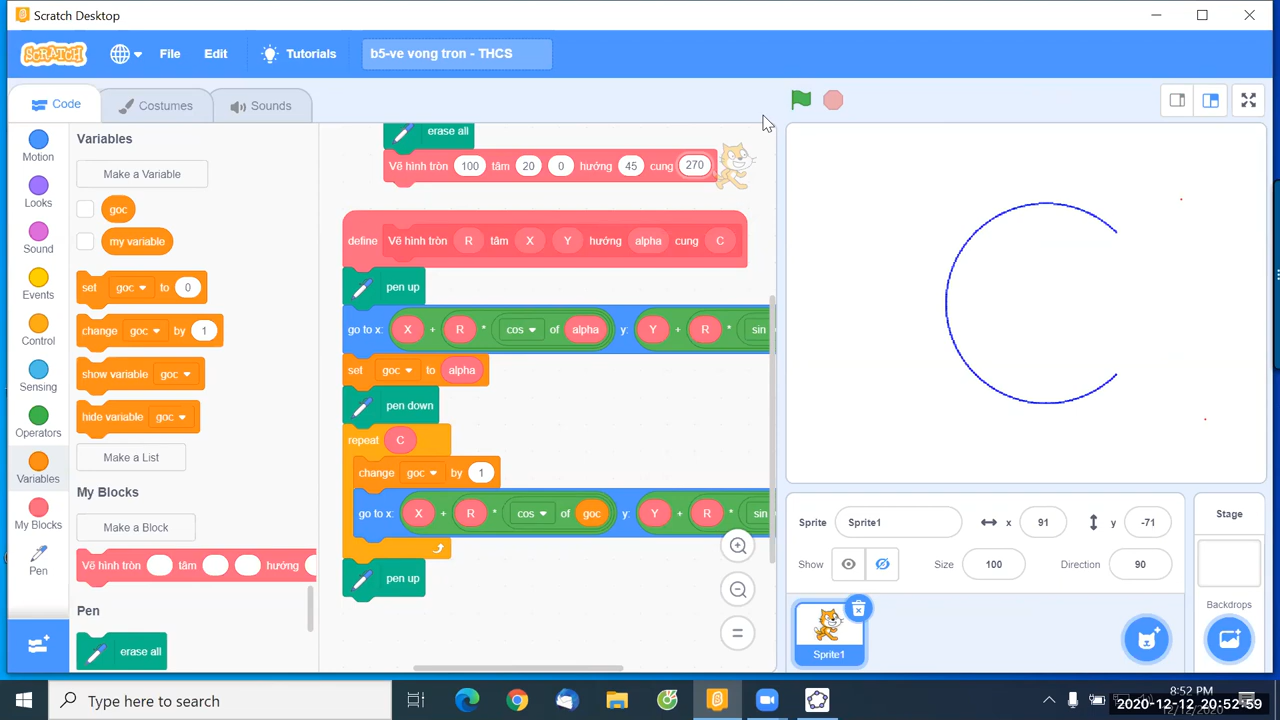 Scratch Desktop
SCRATCH File Edit Tutorials b5-ve vong tron - THCS
Code Costumes Sounds
Motion
Looks
Sounds
Events
Control
Sensing
Operators
Variables
My Blocks
Pen
Variables
Make a Variable
goc
my variable
set goc to 0
change goc by 1
show variable goc
hide variable goc
Make a List
My Blocks
Make a Block
Vẽ hình tròn tâm hướng
Pen
erase all
erase all
Vẽ hình tròn 100 tâm 20 0 hướng 45 cung 270
define Vẽ hình tròn R tâm X Y hướng alpha cung C
pen up
go to x: X + R * cos of alpha y: Y + R * sin
set goc to alpha
pen down
repeat C
change goc by 1
go to x: X + R * cos of goc y: Y + R * sin
pen up
Sprite Sprite1 x 91 y -71
Show Size 100 Direction 90
Sprite1
Stage
Backdrops
Type here to search
8:52 PM
2020-12-12 20:52:59